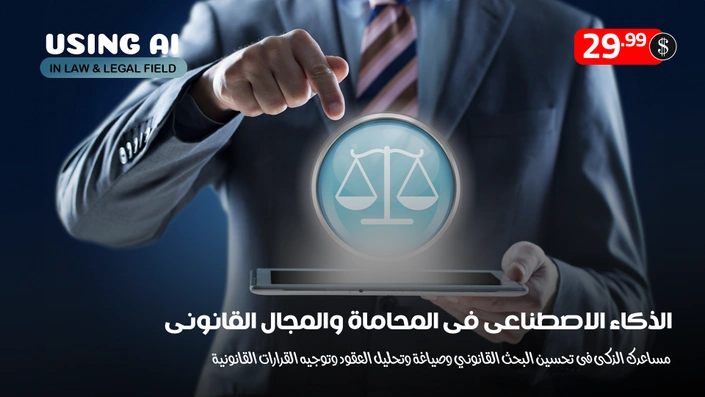 USING AI
IN LAW & LEGAL FIELD
29.99 $
الذكاء الاصطناعى فى المحاماة والمجال القانونى
مساعدك الذكى فى تحسين البحث القانوني وصياغة وتحليل العقود وتوجيه القرارات القانونية